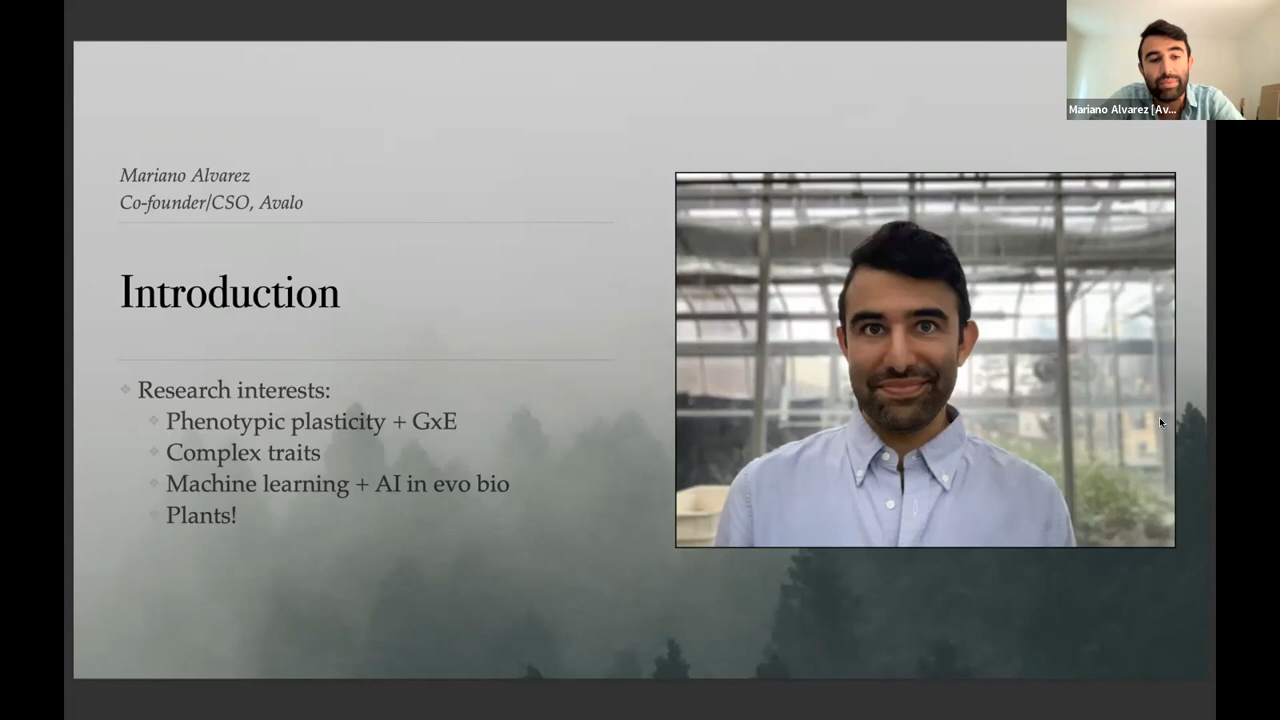 Mariano Alvarez
Co-founder/CSO, Avalo
Introduction
Research interests:
Phenotypic plasticity + GxE
Complex traits
Machine learning + AI in evo bio
Plants!
Mariano Alvarez | Av...